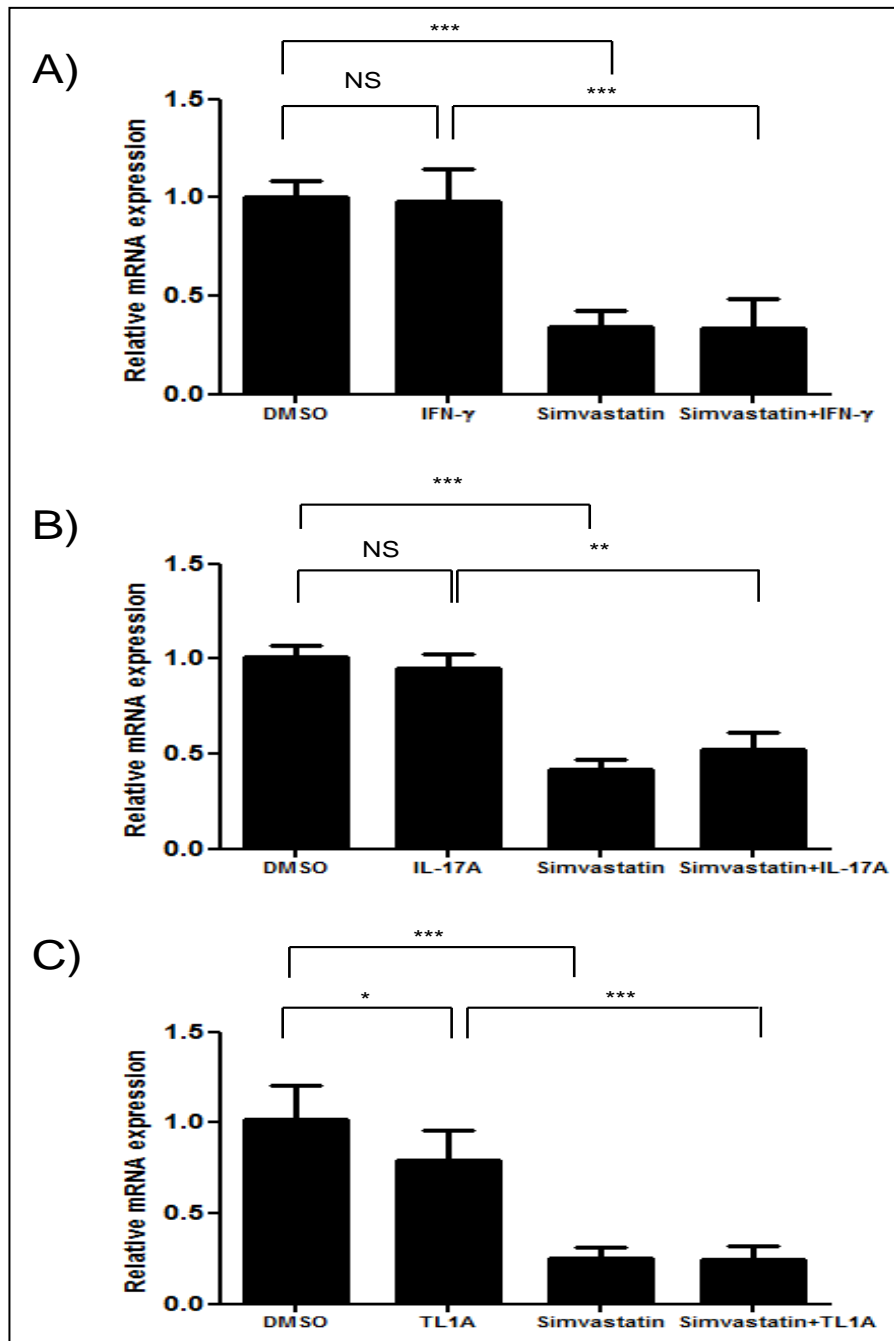 ***
A)
NS
***
1.5
1.0
0.5
0.0
Relative mRNA expression
DMSO IFN-γ Simvastatin Simvastatin+IFN-γ
***
B)
NS
**
1.5
1.0
0.5
0.0
Relative mRNA expression
DMSO IL-17A Simvastatin Simvastatin+IL-17A
***
C)
*
***
1.5
1.0
0.5
0.0
Relative mRNA expression
DMSO TL1A Simvastatin Simvastatin+TL1A